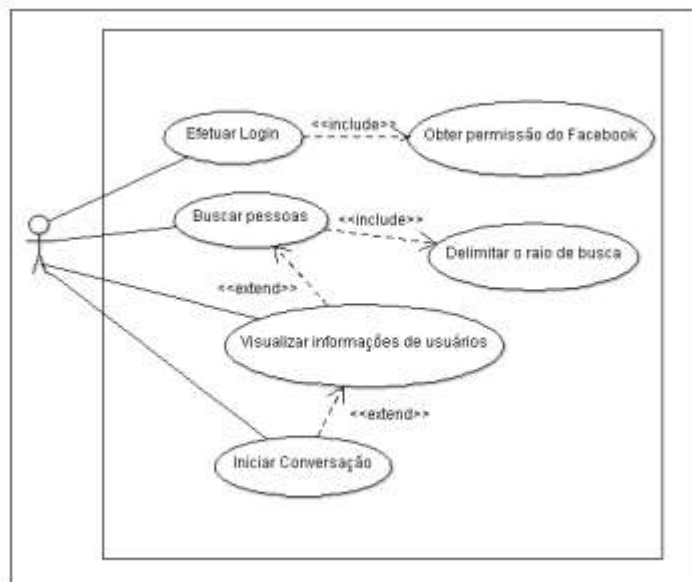 Efetuar Login
<<include>>
Obter permissão do Facebook
Buscar pessoas
<<include>>
Delimitar o raio de busca
<<extend>>
Visualizar informações de usuários
<<extend>>
Iniciar Conversação